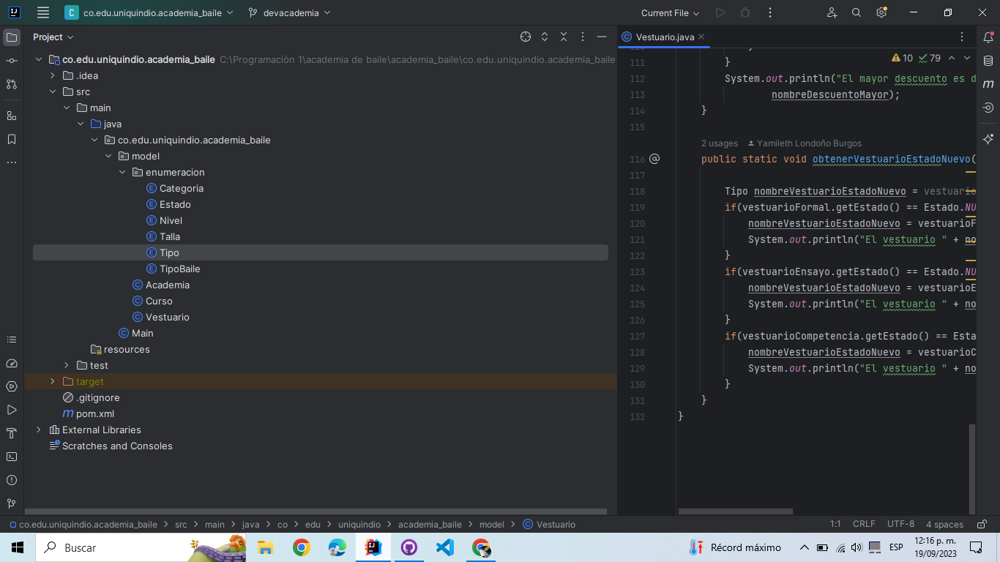 co.edu.uniquindio.academia_baile
devacademia
Current File
Project
co.edu.uniquindio.academia_baile C:\Programación 1\academia de baile\academia_baile\co.edu.uniquindio.academia_baile
.idea
src
main
java
co.edu.uniquindio.academia_baile
model
enumeracion
Categoria
Estado
Nivel
Talla
Tipo
TipoBaile
Academia
Curso
Vestuario
Main
resources
test
target
.gitignore
pom.xml
External Libraries
Scratches and Consoles
Vestuario.java
10 79
111 }
112 System.out.println("El mayor descuento es d
113 nombreDescuentoMayor);
114 }
115
2 usages Yamileth Londoño Burgos
116 public static void obtenerVestuarioEstadoNuevo(
117
118 Tipo nombreVestuarioEstadoNuevo = vestuario
119 if(vestuarioFormal.getEstado() == Estado.NU
120 nombreVestuarioEstadoNuevo = vestuarioF
121 System.out.println("El vestuario " + no
122 }
123 if(vestuarioEnsayo.getEstado() == Estado.NU
124 nombreVestuarioEstadoNuevo = vestuarioE
125 System.out.println("El vestuario " + no
126 }
127 if(vestuarioCompetencia.getEstado() == Esta
128 nombreVestuarioEstadoNuevo = vestuarioC
129 System.out.println("El vestuario " + no
130 }
131 }
132 }
co.edu.uniquindio.academia_baile > src > main > java > co > edu > uniquindio > academia_baile > model > Vestuario
1:1 CRLF UTF-8 4 spaces
Buscar
Récord máximo
ESP
12:16 p. m.
19/09/2023